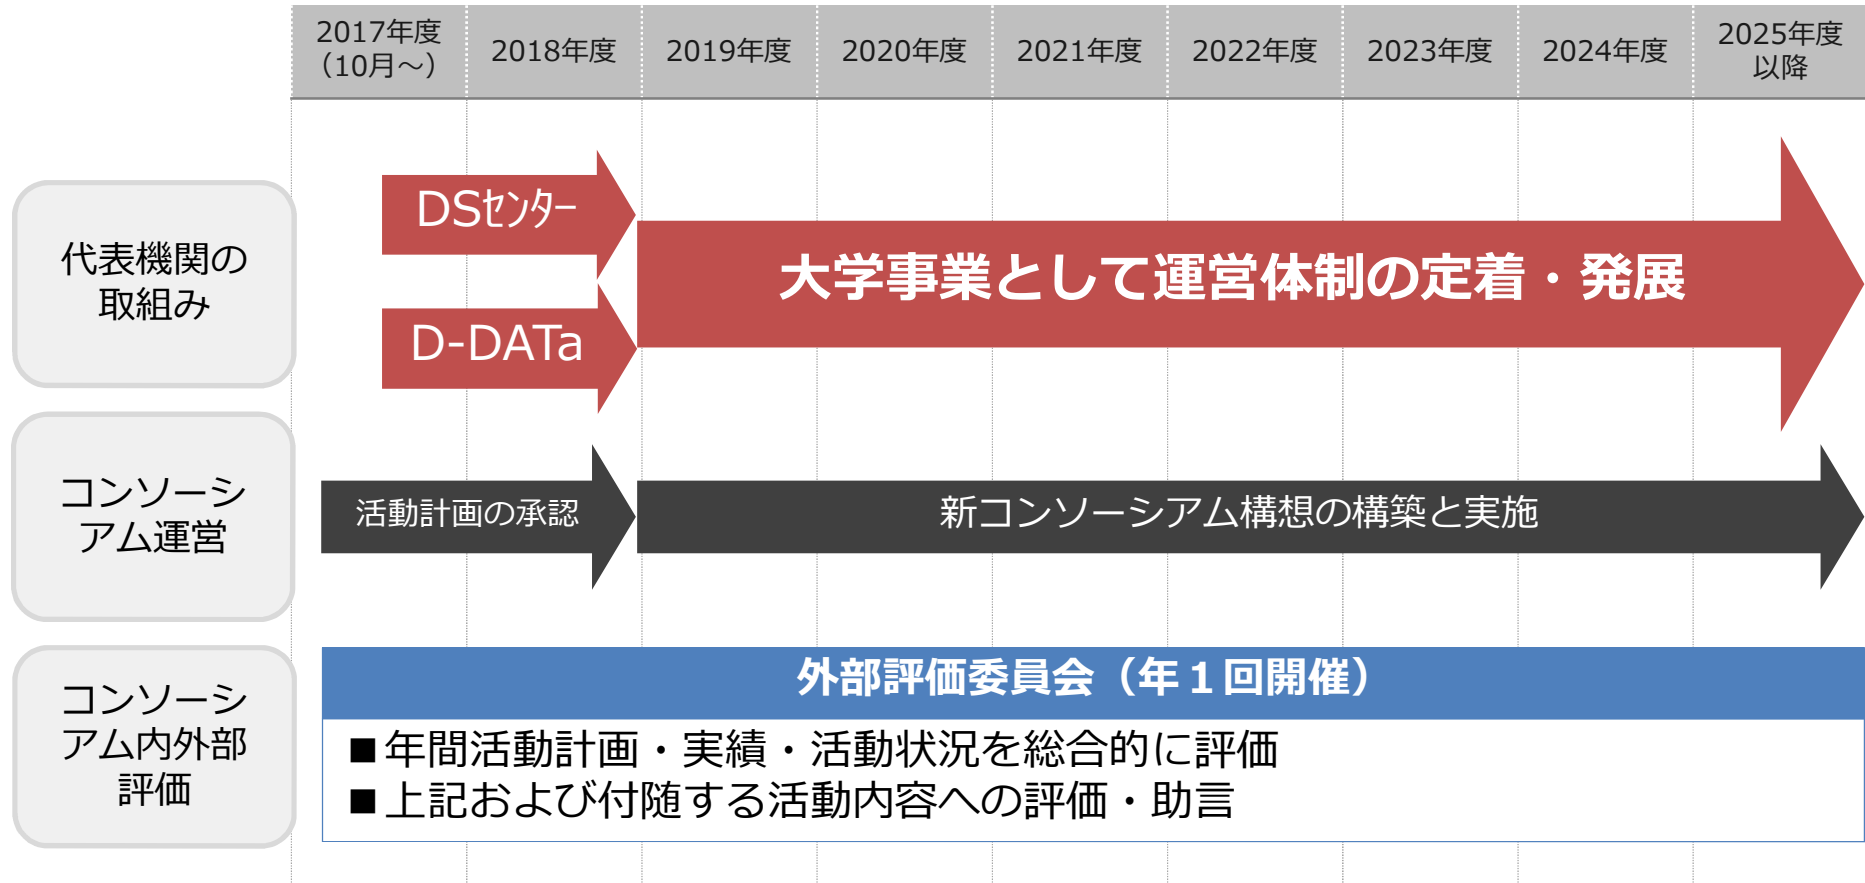 2017年度
（10月～）
2018年度
2019年度
2020年度
2021年度
2022年度
2023年度
2024年度
2025年度
以降
代表機関の
取組み
DSｾﾝﾀｰ
D-DATa
大学事業として運営体制の定着・発展
コンソーシ
アム運営
活動計画の承認
新コンソーシアム構想の構築と実施
コンソーシ
アム内外部
評価
外部評価委員会（年１回開催）
■年間活動計画・実績・活動状況を総合的に評価
■上記および付随する活動内容への評価・助言